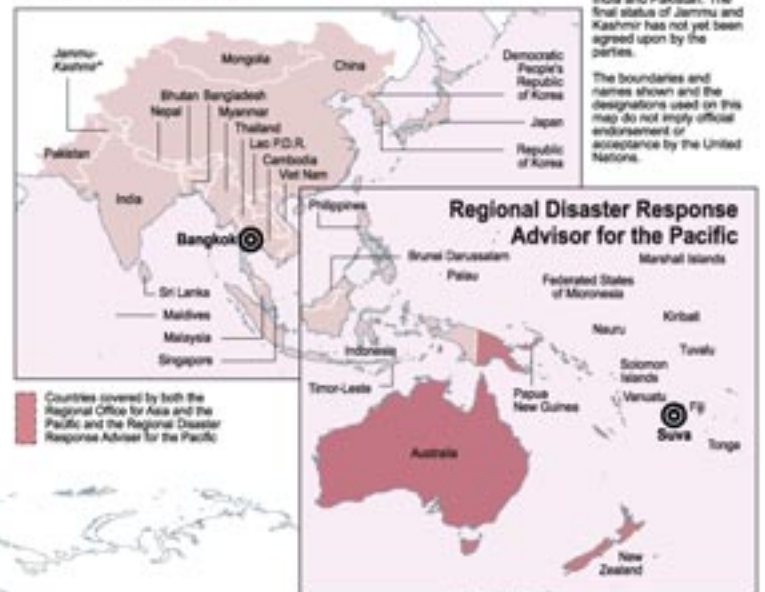 India and Pakistan. The
final status of Jammu and
Kashmir has not yet been
agreed upon by the
parties.
The boundaries and
names shown and the
designations used on this
map do not imply official
endorsement or
acceptance by the United
Nations.
Jammu-
Kashmir*
Mongolia
China
Democratic
People's
Republic
of Korea
Japan
Republic
of Korea
Bhutan
Bangladesh
Nepal
Myanmar
Thailand
Lao P.D.R.
Cambodia
Viet Nam
Pakistan
India
Bangkok
Sri Lanka
Maldives
Malaysia
Singapore
Regional Disaster Response
Advisor for the Pacific
Philippines
Brunei Darussalam
Palau
Marshall Islands
Federated States
of Micronesia
Kiribati
Nauru
Tuvalu
Indonesia
Solomon
Islands
Timor-Leste
Papua
New Guinea
Vanuatu
Fiji
Suva
Tonga
Australia
New
Zealand
Countries covered by both the
Regional Office for Asia and the
Pacific and the Regional Disaster
Response Adviser for the Pacific